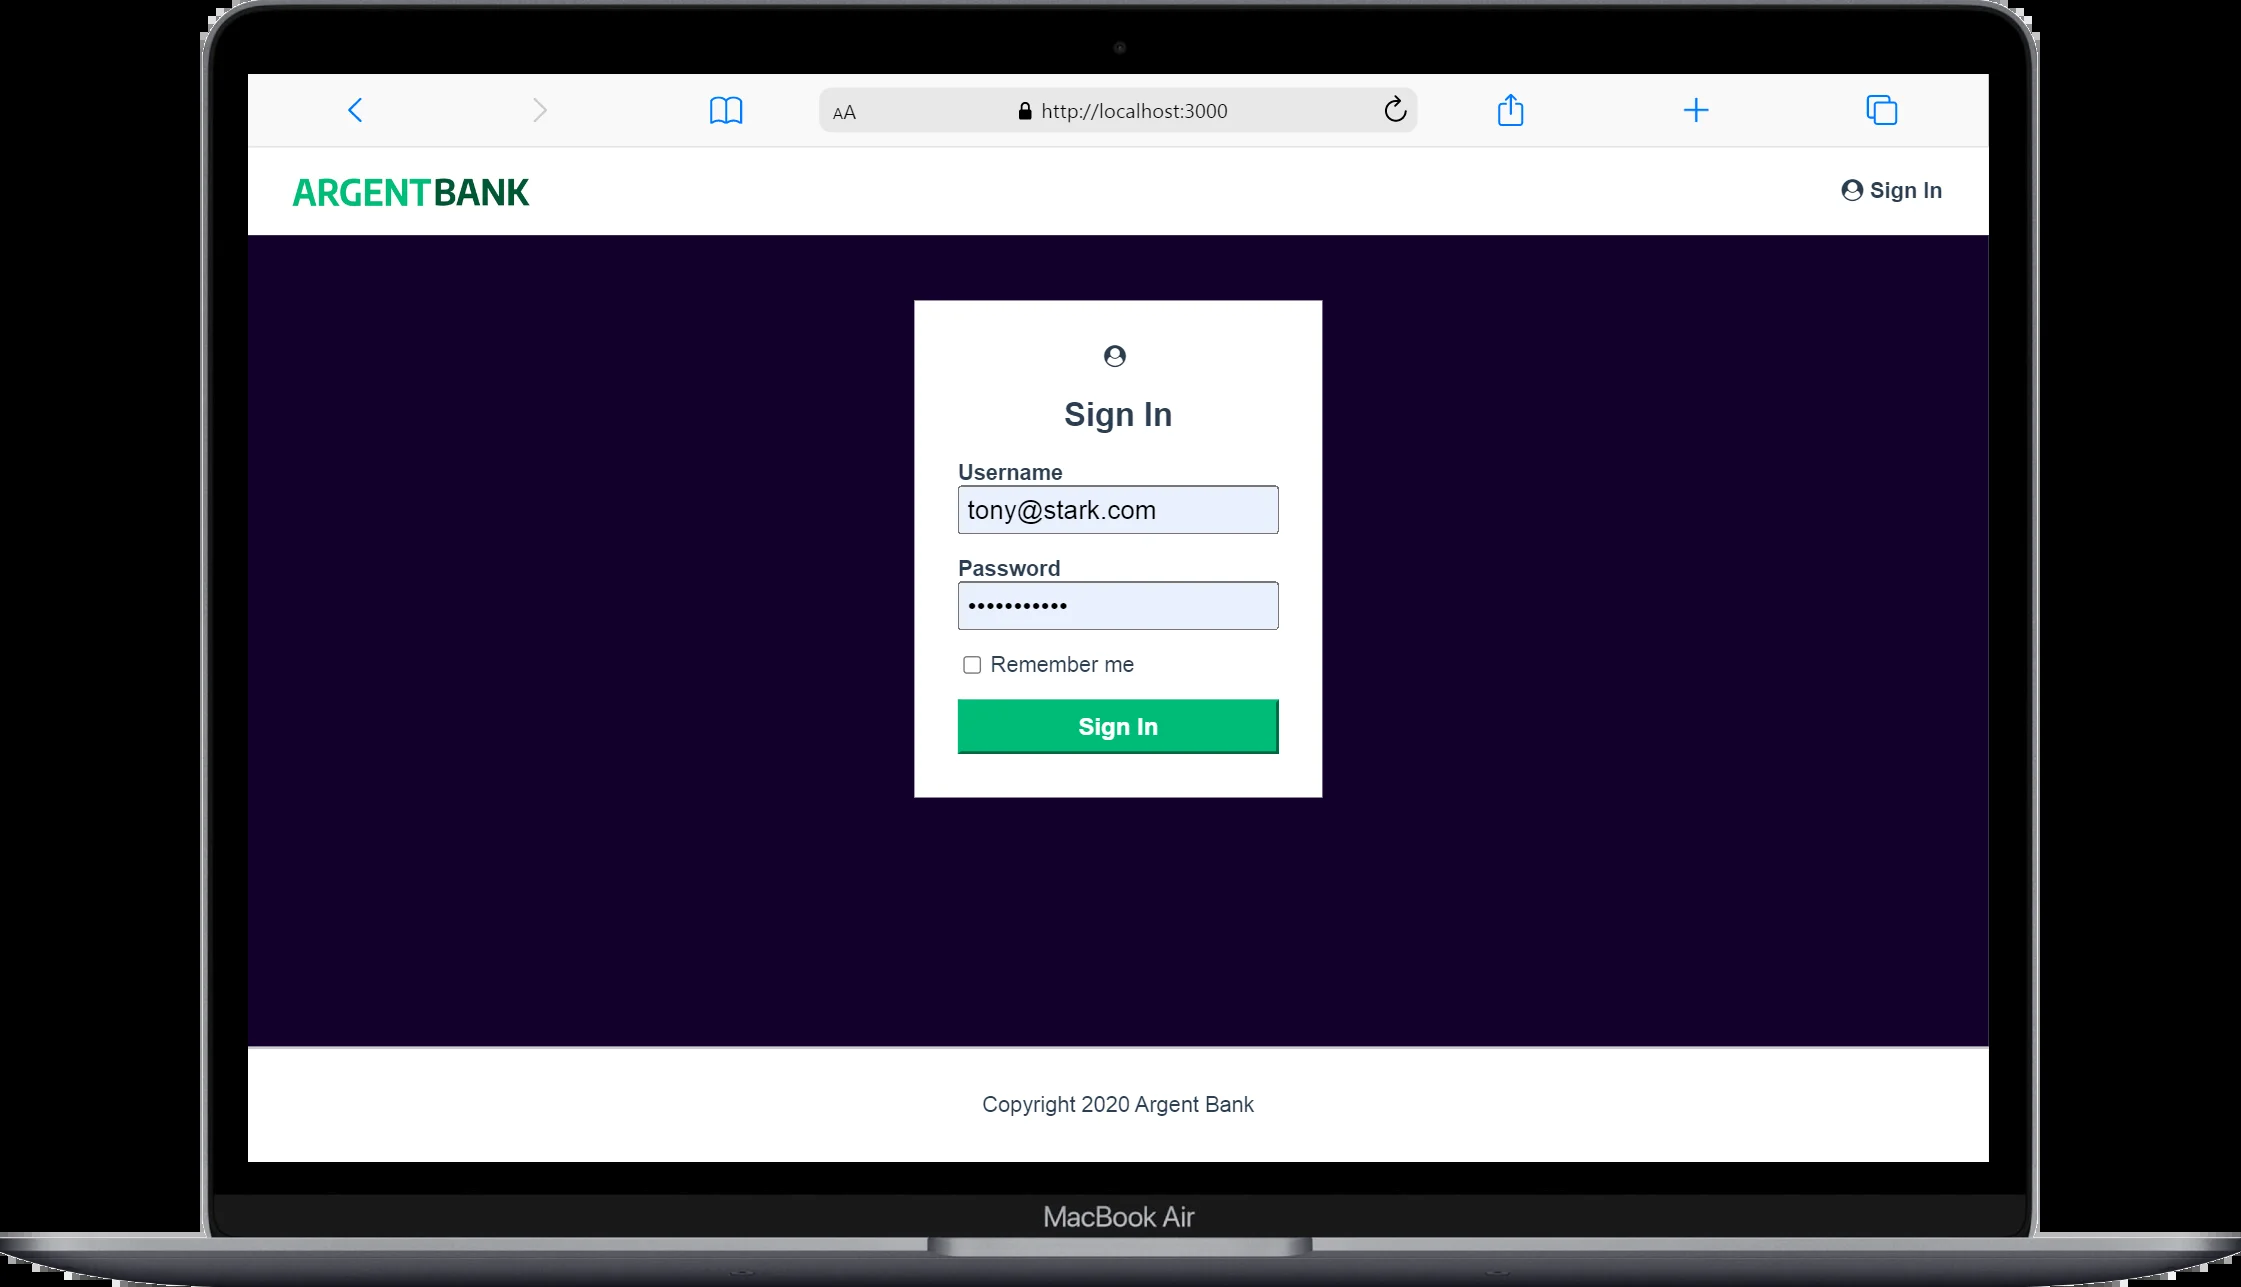 AA http://localhost:3000
ARGENTBANK
Sign In
Sign In
Username
tony@stark.com
Password
•••••••••••
Remember me
Sign In
Copyright 2020 Argent Bank
MacBook Air